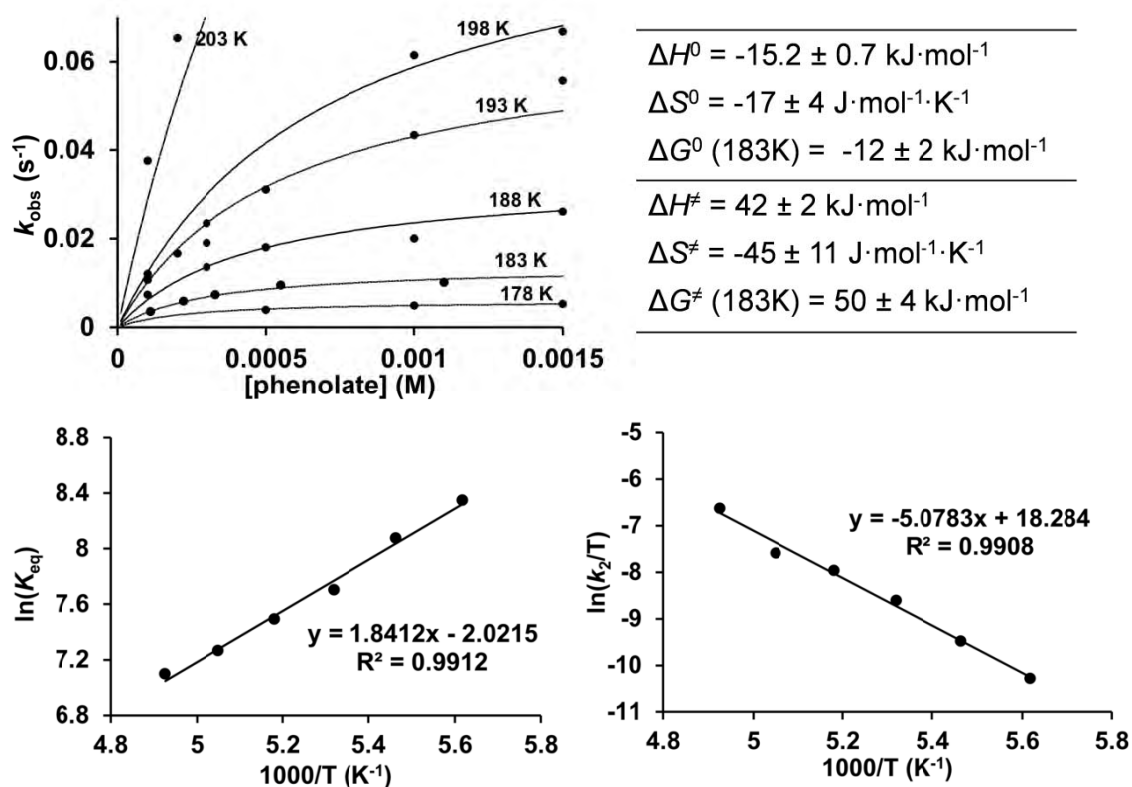 203 K
198 K
193 K
188 K
183 K
178 K
0.06
0.04
0.02
0
k_obs (s⁻¹)
0
0.0005
0.001
0.0015
[phenolate] (M)
ΔH⁰ = -15.2 ± 0.7 kJ·mol⁻¹
ΔS⁰ = -17 ± 4 J·mol⁻¹·K⁻¹
ΔG⁰ (183K) = -12 ± 2 kJ·mol⁻¹
ΔH≠ = 42 ± 2 kJ·mol⁻¹
ΔS≠ = -45 ± 11 J·mol⁻¹·K⁻¹
ΔG≠ (183K) = 50 ± 4 kJ·mol⁻¹
8.8
8.4
8
7.6
7.2
6.8
ln(K_eq)
y = 1.8412x - 2.0215
R² = 0.9912
4.8
5
5.2
5.4
5.6
5.8
1000/T (K⁻¹)
-5
-6
-7
-8
-9
-10
-11
ln(k₂/T)
y = -5.0783x + 18.284
R² = 0.9908
4.8
5
5.2
5.4
5.6
5.8
1000/T (K⁻¹)